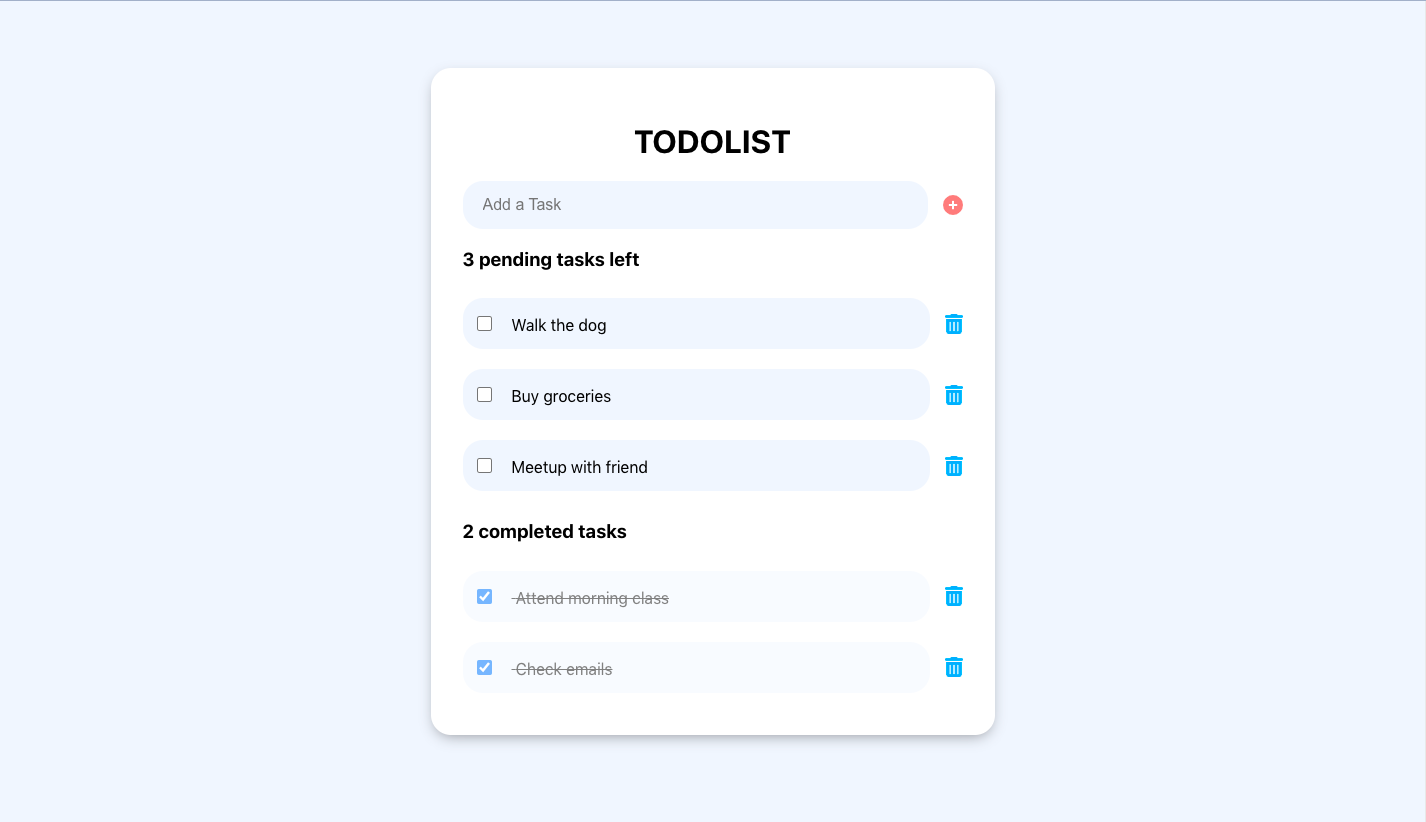 TODOLIST
Add a Task
3 pending tasks left
Walk the dog
Buy groceries
Meetup with friend
2 completed tasks
Attend morning class
Check emails